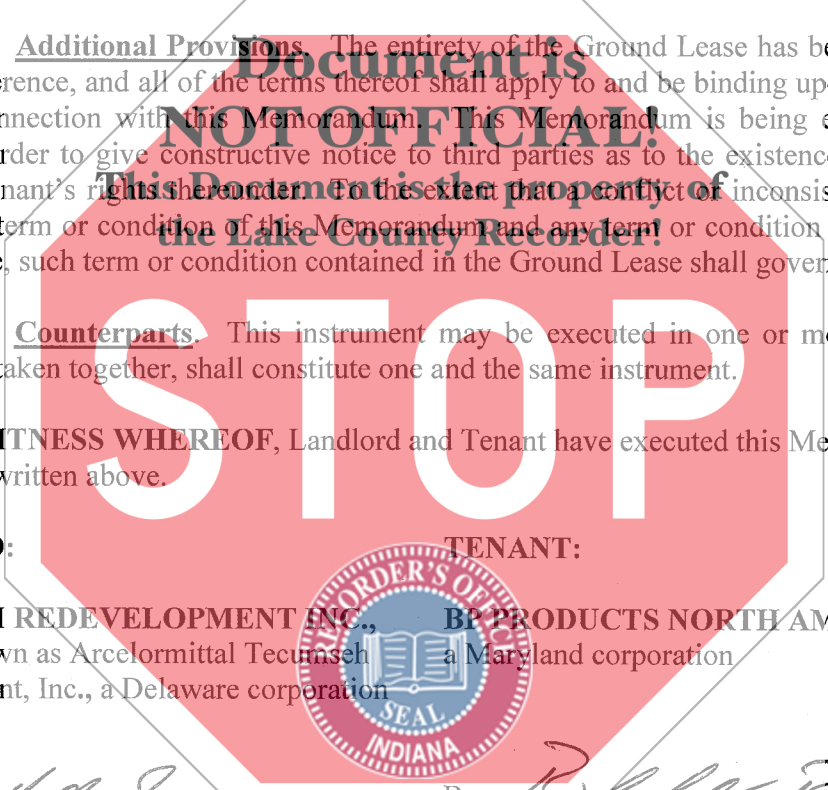 Additional Provisions. The entirety of the Ground Lease has be
Document is
erence, and all of the terms thereof shall apply to and be binding up
nnection with this Memorandum. This Memorandum is being e
NOT OFFICIAL!
rder to give constructive notice to third parties as to the existenc
nant's rights thereunder. To the extent that a conflict or inconsis
This Document is the property of
term or condition of this Memorandum and any term or condition
the Lake County Recorder!
, such term or condition contained in the Ground Lease shall govern
STOP
Counterparts. This instrument may be executed in one or mo
taken together, shall constitute one and the same instrument.
ITNESS WHEREOF, Landlord and Tenant have executed this Me
written above.
TENANT:
REDEVELOPMENT INC.,
BP PRODUCTS NORTH AM
wn as Arcelormittal Tecumseh
a Maryland corporation
nt, Inc., a Delaware corporation
RECORDER'S OFFICE
SEAL
INDIANA